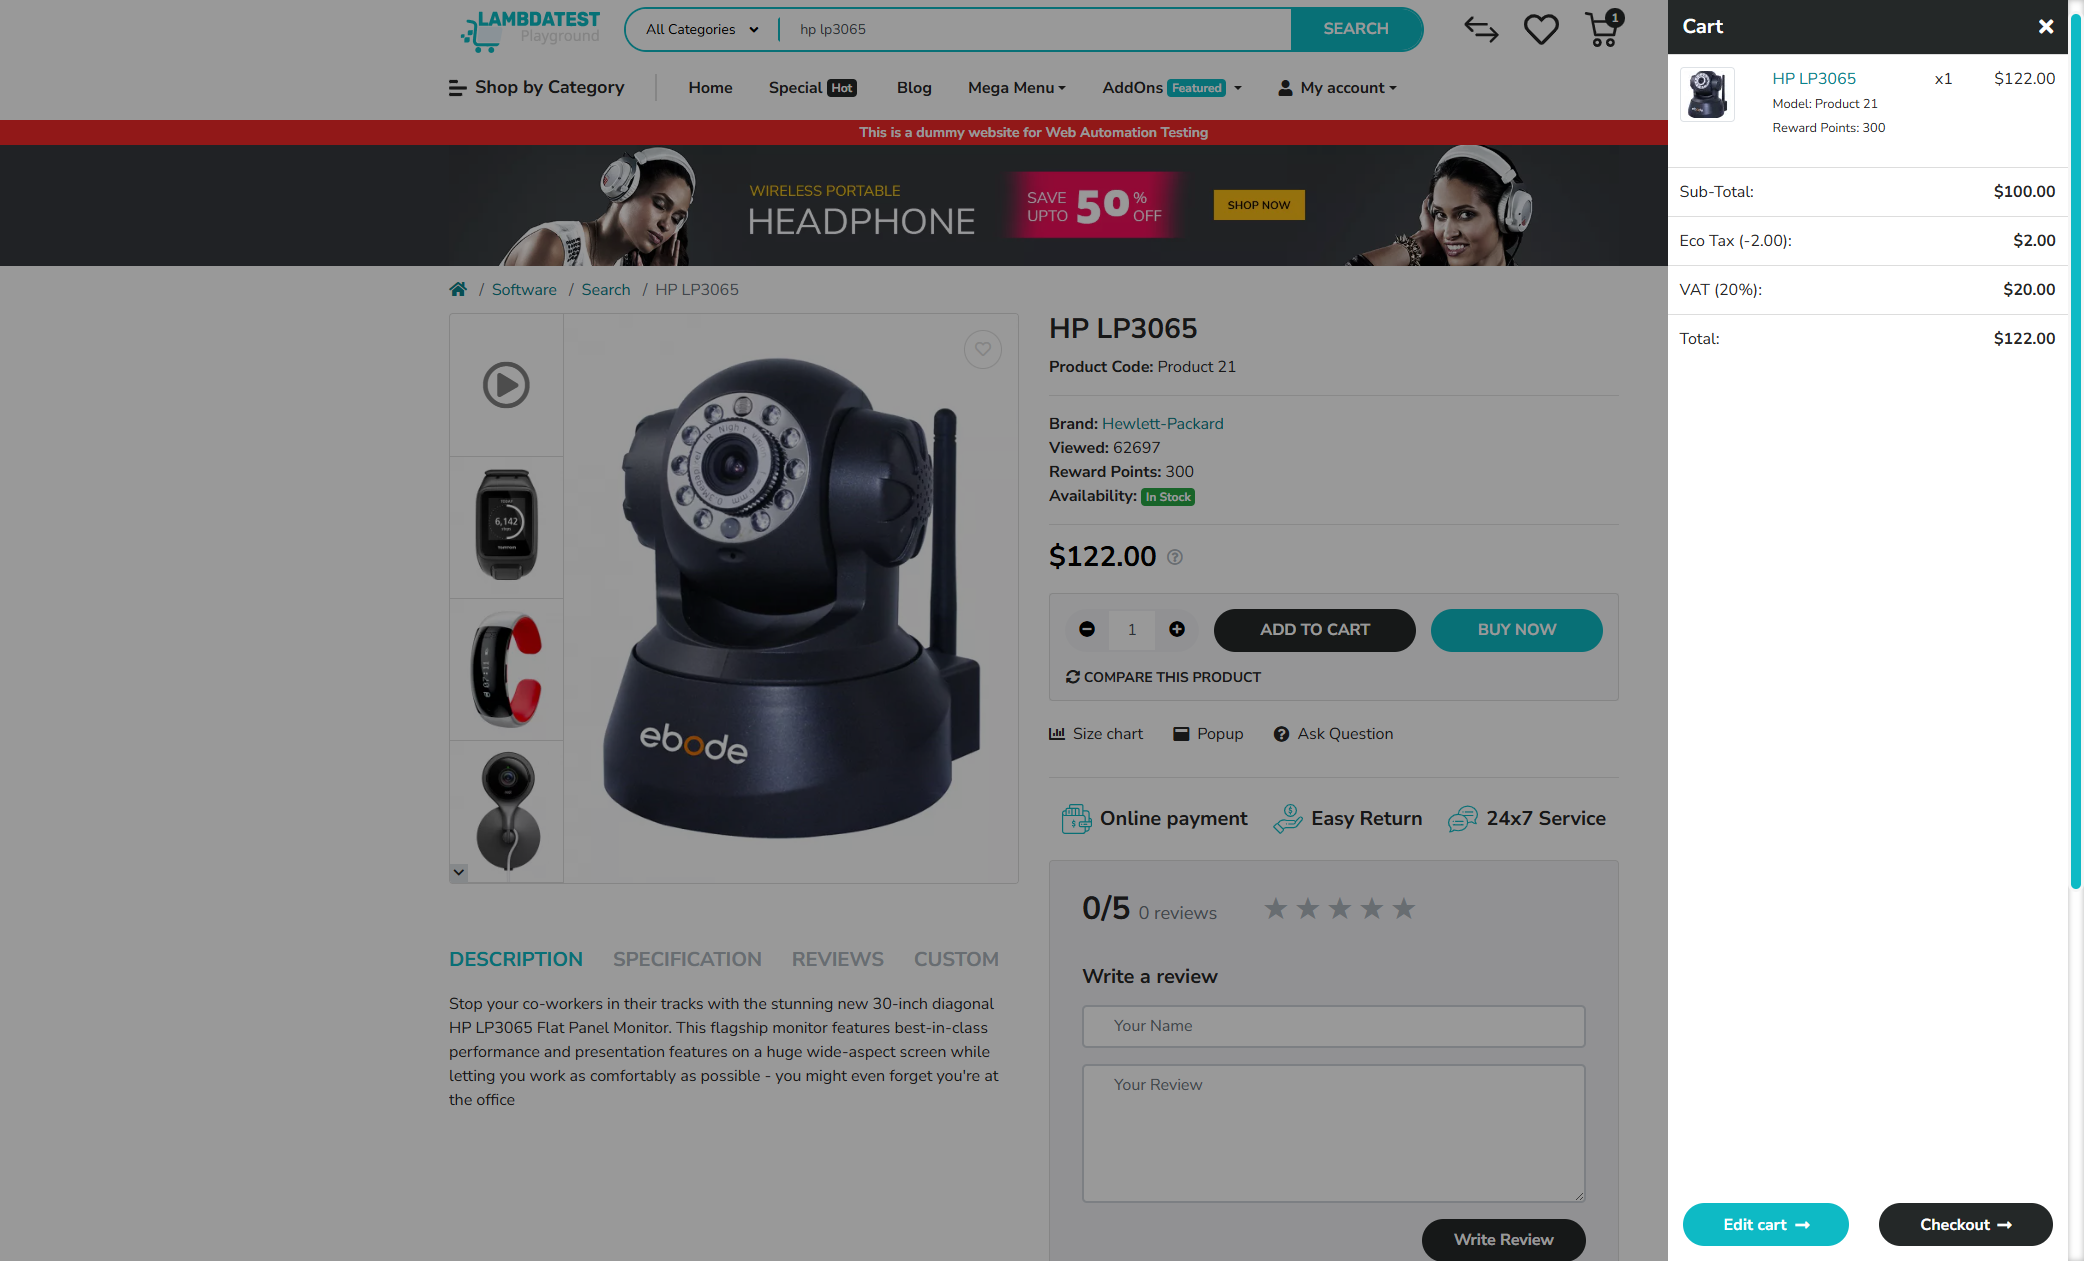 LAMBDATEST
Playground
All Categories
hp lp3065
SEARCH
1
Shop by Category
Home
Special Hot
Blog
Mega Menu
AddOns Featured
My account
This is a dummy website for Web Automation Testing
WIRELESS PORTABLE
HEADPHONE
SAVE UPTO 50% OFF
SHOP NOW
/ Software / Search / HP LP3065
6,142
ebode
HP LP3065
Product Code: Product 21
Brand: Hewlett-Packard
Viewed: 62697
Reward Points: 300
Availability: In Stock
$122.00
1
ADD TO CART
BUY NOW
COMPARE THIS PRODUCT
Size chart
Popup
Ask Question
Online payment
Easy Return
24x7 Service
0/5 0 reviews
Write a review
Your Name
Your Review
Write Review
DESCRIPTION
SPECIFICATION
REVIEWS
CUSTOM
Stop your co-workers in their tracks with the stunning new 30-inch diagonal
HP LP3065 Flat Panel Monitor. This flagship monitor features best-in-class
performance and presentation features on a huge wide-aspect screen while
letting you work as comfortably as possible - you might even forget you're at
the office
Cart
HP LP3065 x1 $122.00
Model: Product 21
Reward Points: 300
Sub-Total: $100.00
Eco Tax (-2.00): $2.00
VAT (20%): $20.00
Total: $122.00
Edit cart
Checkout